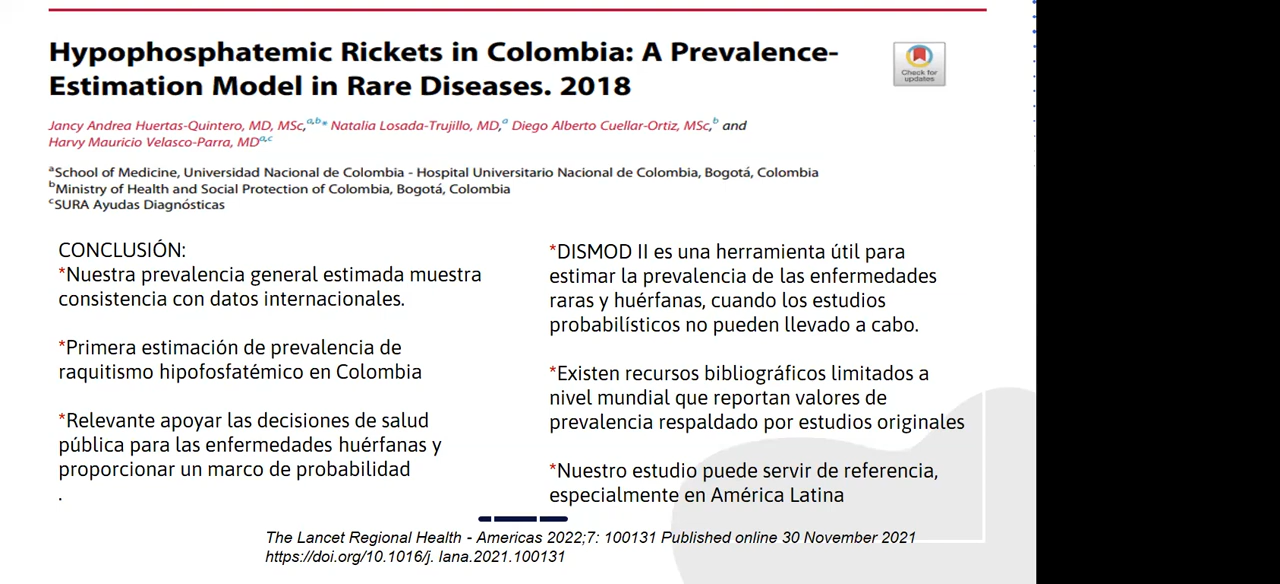 Hypophosphatemic Rickets in Colombia: A Prevalence-
Estimation Model in Rare Diseases. 2018
Check for
updates
Jancy Andrea Huertas-Quintero, MD, MSc,a,b* Natalia Losada-Trujillo, MD,a Diego Alberto Cuellar-Ortiz, MSc,b and
Harvy Mauricio Velasco-Parra, MDa,c
aSchool of Medicine, Universidad Nacional de Colombia - Hospital Universitario Nacional de Colombia, Bogotá, Colombia
bMinistry of Health and Social Protection of Colombia, Bogotá, Colombia
cSURA Ayudas Diagnósticas
CONCLUSIÓN:
*Nuestra prevalencia general estimada muestra
consistencia con datos internacionales.
*Primera estimación de prevalencia de
raquitismo hipofosfatémico en Colombia
*Relevante apoyar las decisiones de salud
pública para las enfermedades huérfanas y
proporcionar un marco de probabilidad
.
*DISMOD II es una herramienta útil para
estimar la prevalencia de las enfermedades
raras y huérfanas, cuando los estudios
probabilísticos no pueden llevado a cabo.
*Existen recursos bibliográficos limitados a
nivel mundial que reportan valores de
prevalencia respaldado por estudios originales
*Nuestro estudio puede servir de referencia,
especialmente en América Latina
The Lancet Regional Health - Americas 2022;7: 100131 Published online 30 November 2021
https://doi.org/10.1016/j. lana.2021.100131